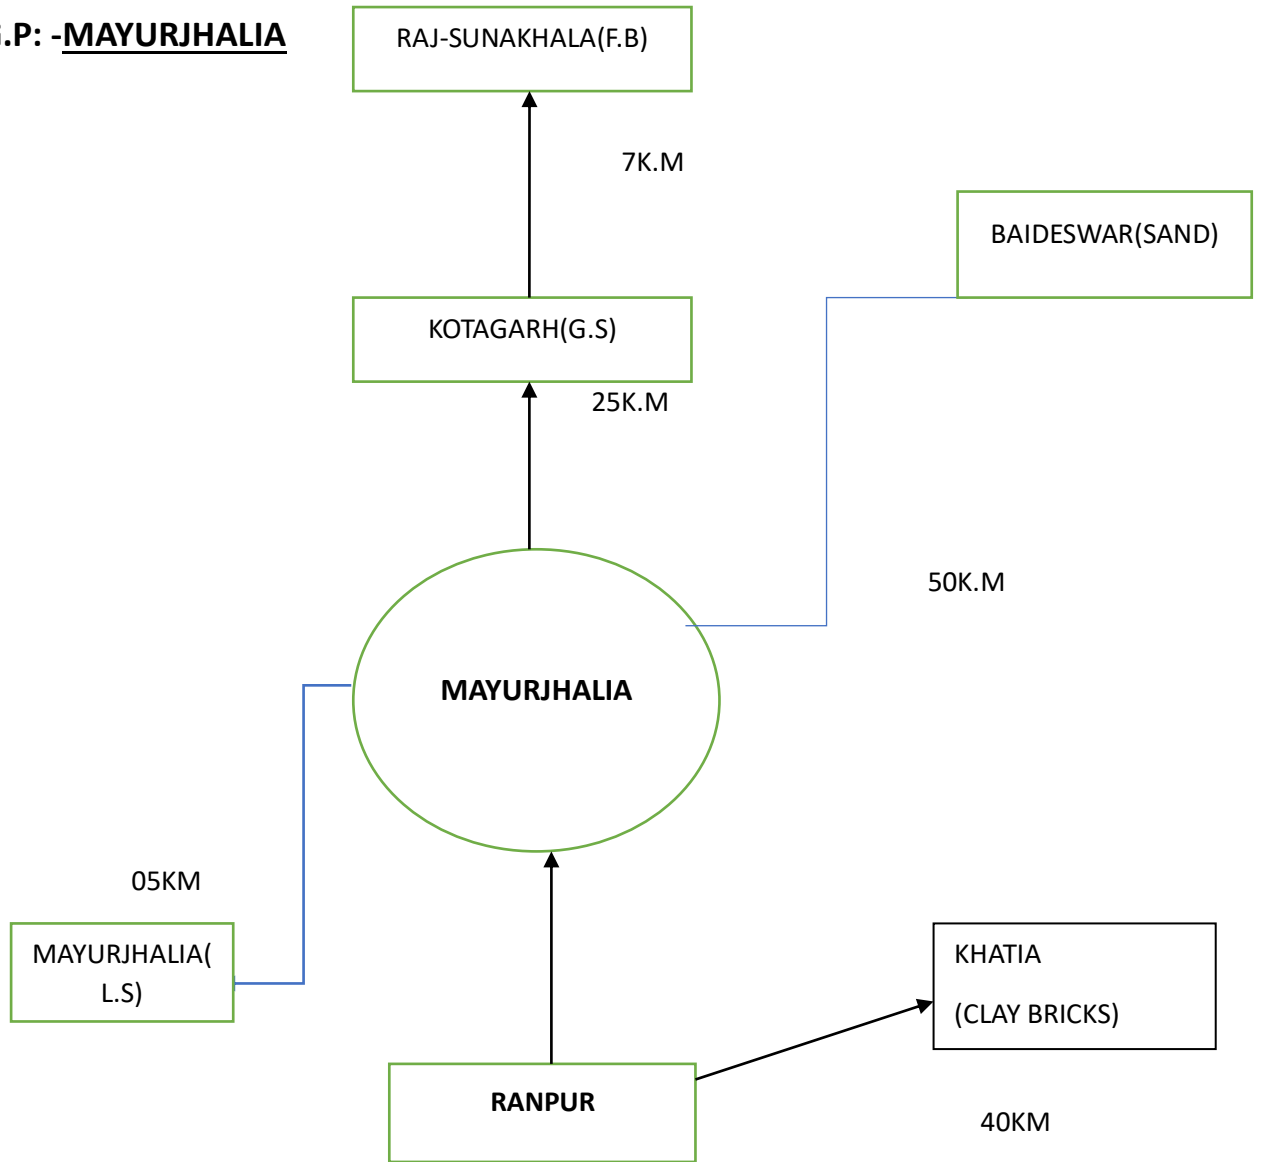 G.P: -MAYURJHALIA
RAJ-SUNAKHALA(F.B)
7K.M
BAIDESWAR(SAND)
KOTAGARH(G.S)
25K.M
50K.M
MAYURJHALIA
05KM
MAYURJHALIA(
L.S)
KHATIA
(CLAY BRICKS)
RANPUR
40KM